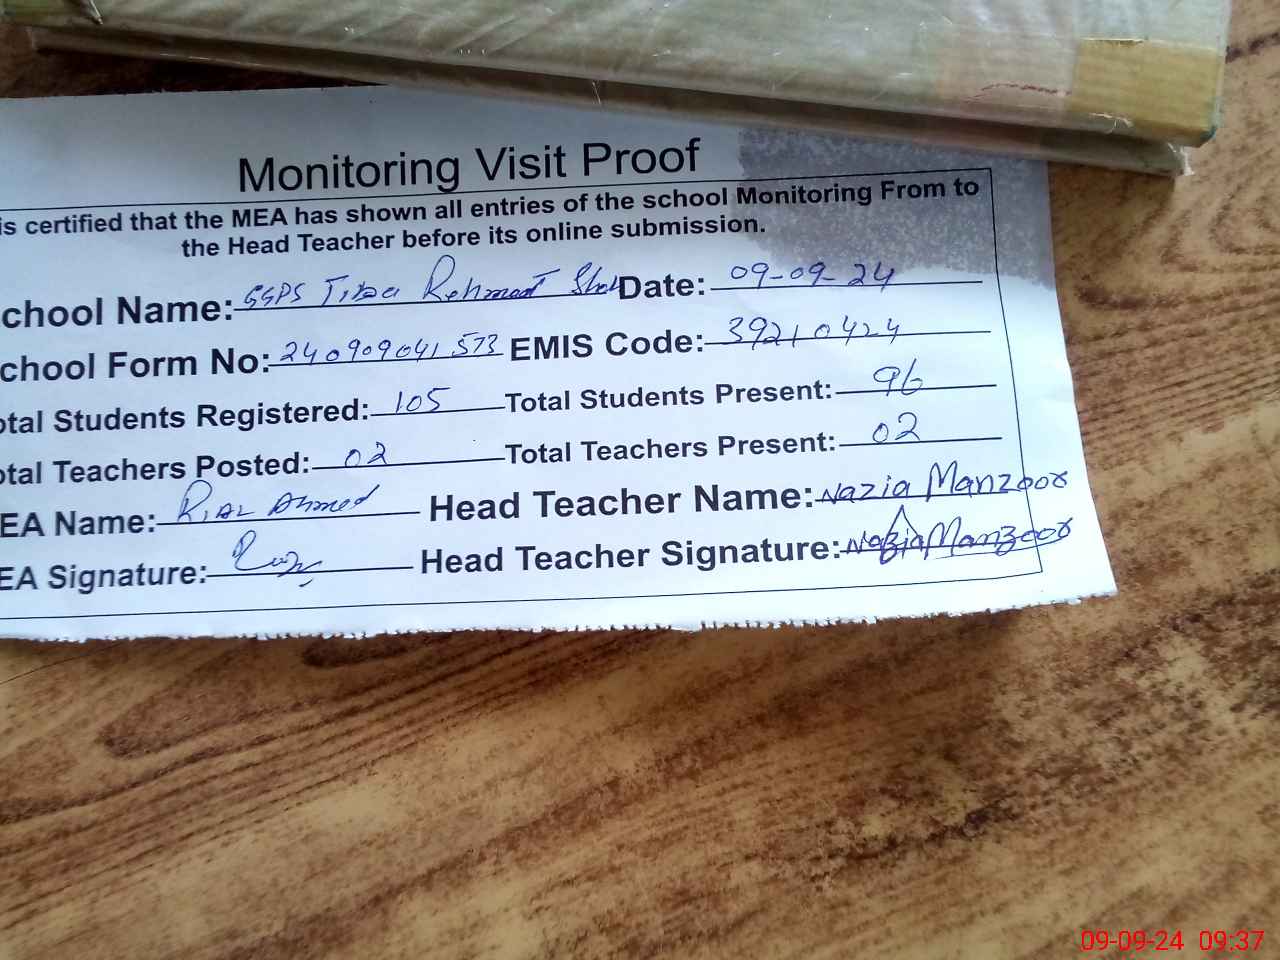 Monitoring Visit Proof
is certified that the MEA has shown all entries of the school Monitoring From to
the Head Teacher before its online submission.
chool Name: GGPS Tibba Rehmat Date: 09-09-24
chool Form No: 240909041573 EMIS Code: 39210424
otal Students Registered: 105 Total Students Present: 96
otal Teachers Posted: 02 Total Teachers Present: 02
EA Name: Riaz Ahmed Head Teacher Name: Nazia Manzoor
EA Signature: Head Teacher Signature: Nazia Manzoor
09-09-24 09:37